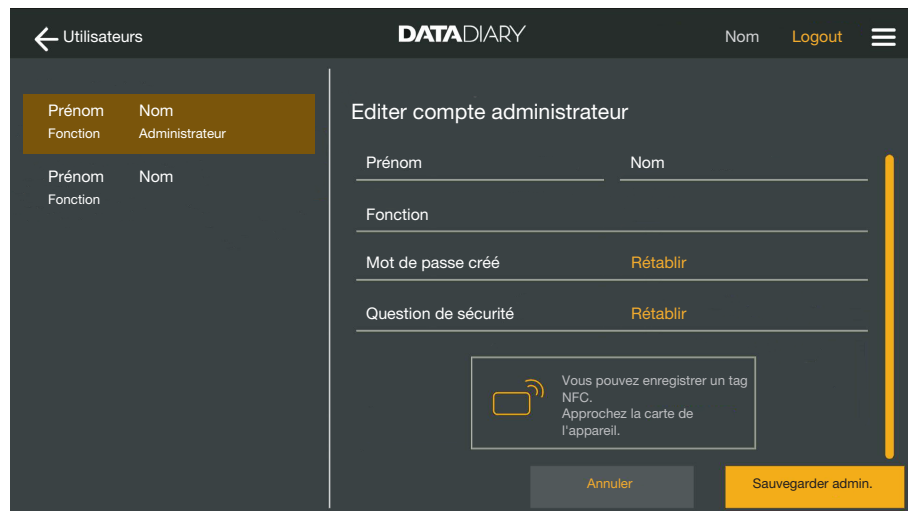 Utilisateurs DATADIARY Nom Logout
Prénom Nom
Fonction Administrateur
Prénom Nom
Fonction
Editer compte administrateur
Prénom Nom
Fonction
Mot de passe créé Rétablir
Question de sécurité Rétablir
Vous pouvez enregistrer un tag
NFC.
Approchez la carte de
l'appareil.
Annuler Sauvegarder admin.